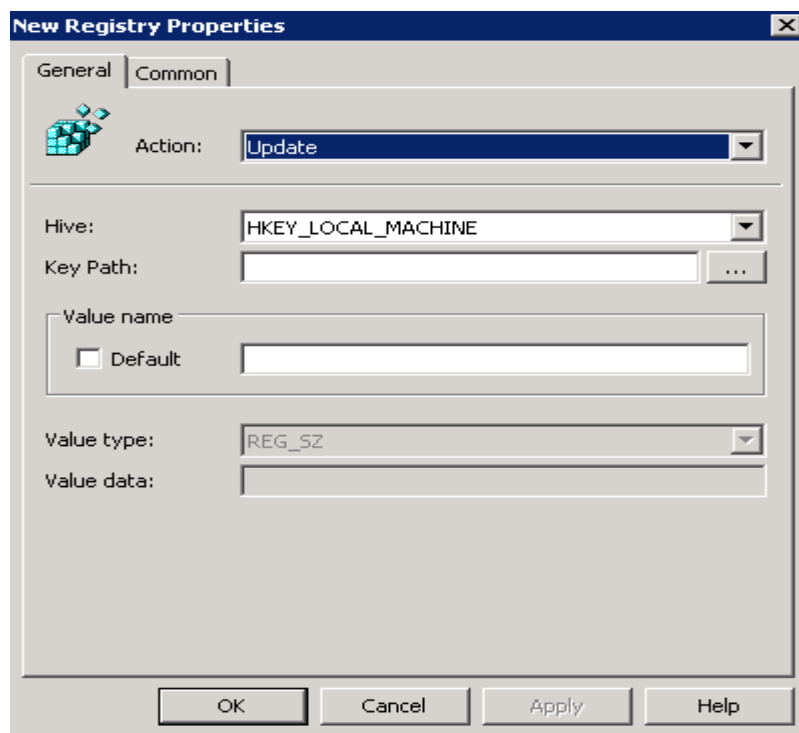 New Registry Properties
General Common
Action: Update
Hive: HKEY_LOCAL_MACHINE
Key Path: ...
Value name
Default
Value type: REG_SZ
Value data:
OK Cancel Apply Help